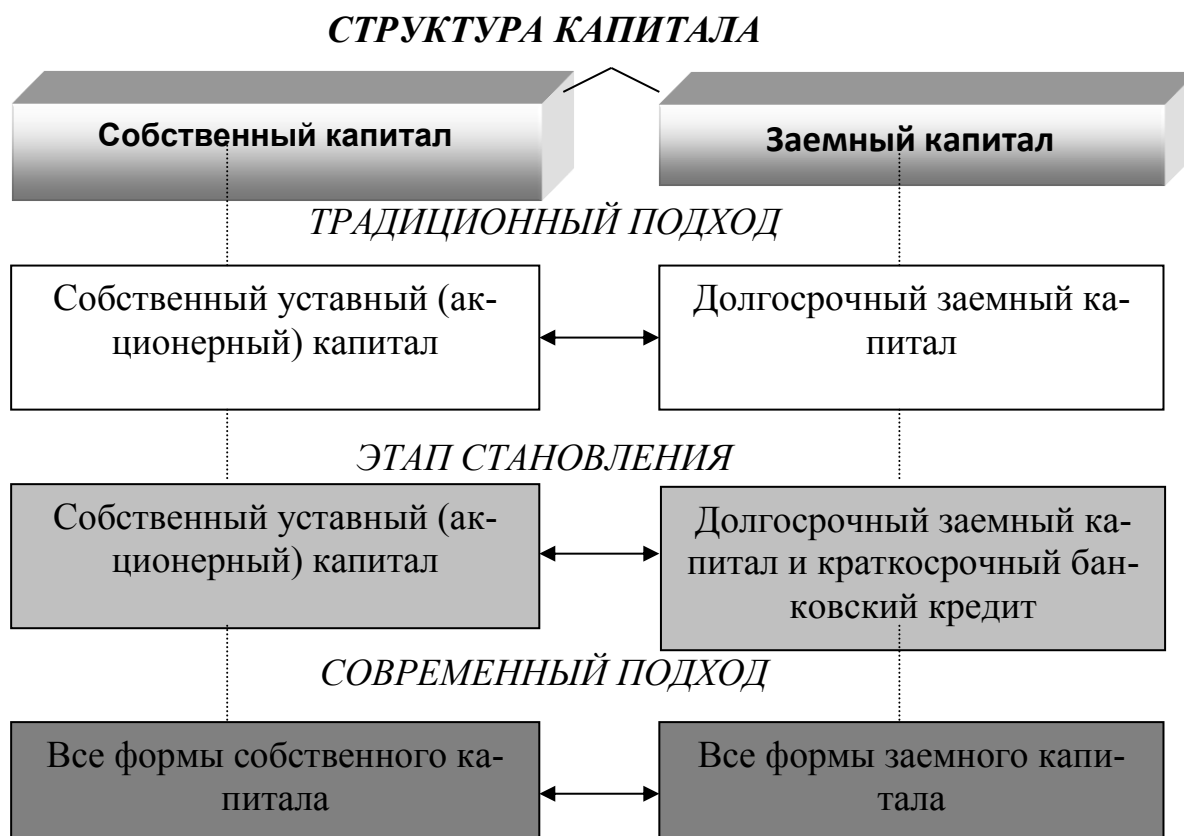 СТРУКТУРА КАПИТАЛА
Собственный капитал
Заемный капитал
ТРАДИЦИОННЫЙ ПОДХОД
Собственный уставный (ак-
ционерный) капитал
Долгосрочный заемный ка-
питал
ЭТАП СТАНОВЛЕНИЯ
Собственный уставный (ак-
ционерный) капитал
Долгосрочный заемный ка-
питал и краткосрочный бан-
ковский кредит
СОВРЕМЕННЫЙ ПОДХОД
Все формы собственного ка-
питала
Все формы заемного капи-
тала